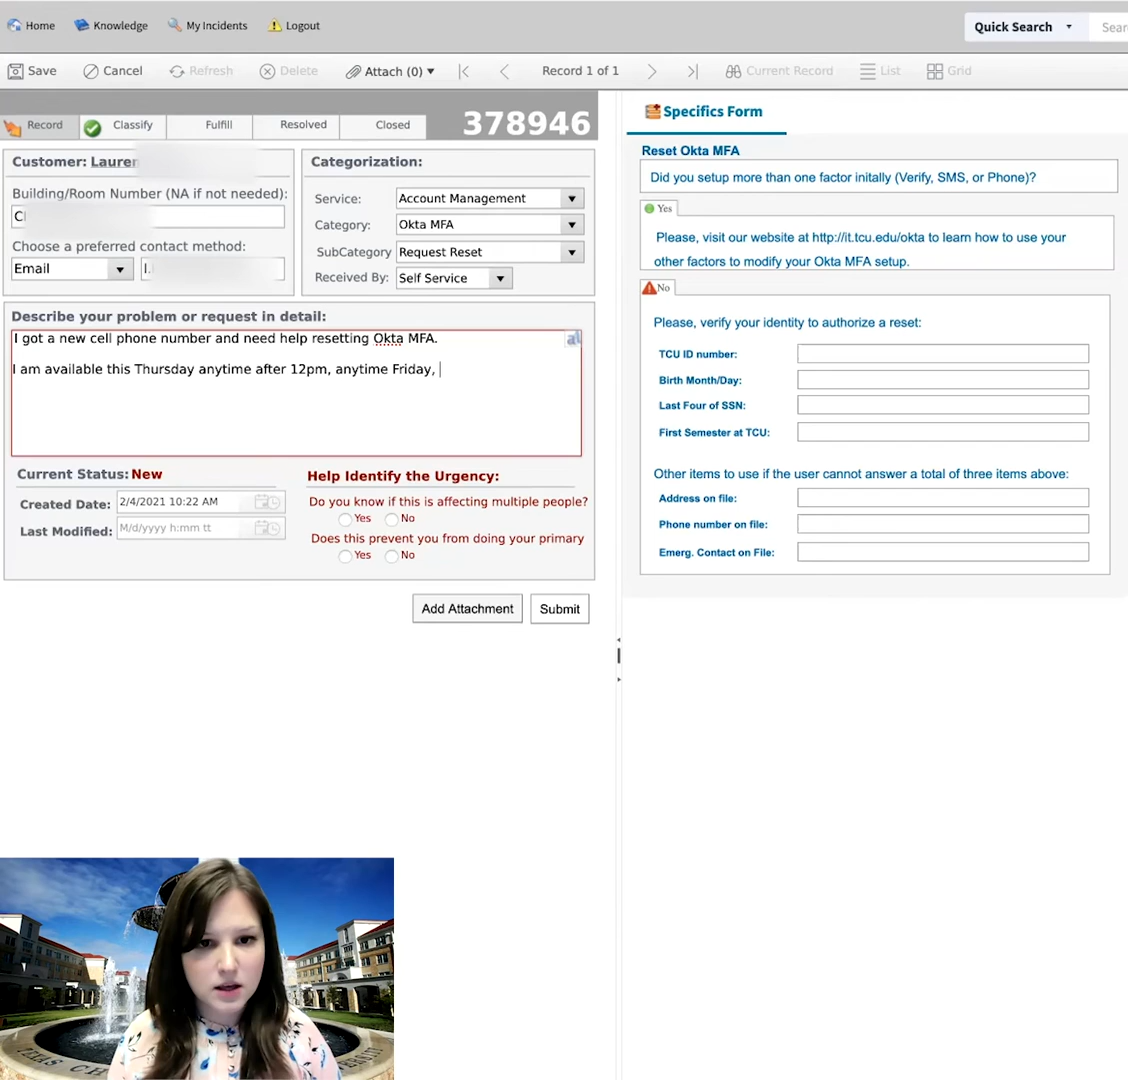 Home Knowledge My Incidents Logout Quick Search Sear
Save Cancel Refresh Delete Attach (0) Record 1 of 1 Current Record List Grid
Record Classify Fulfill Resolved Closed 378946
Customer: Lauren
Building/Room Number (NA if not needed):
Choose a preferred contact method:
Email
Categorization:
Service: Account Management
Category: Okta MFA
SubCategory Request Reset
Received By: Self Service
Describe your problem or request in detail:
I got a new cell phone number and need help resetting Okta MFA.
I am available this Thursday anytime after 12pm, anytime Friday,
Current Status: New
Created Date: 2/4/2021 10:22 AM
Last Modified: M/d/yyyy h:mm tt
Help Identify the Urgency:
Do you know if this is affecting multiple people?
Yes No
Does this prevent you from doing your primary
Yes No
Add Attachment Submit
Specifics Form
Reset Okta MFA
Did you setup more than one factor initally (Verify, SMS, or Phone)?
Yes
Please, visit our website at http://it.tcu.edu/okta to learn how to use your
other factors to modify your Okta MFA setup.
No
Please, verify your identity to authorize a reset:
TCU ID number:
Birth Month/Day:
Last Four of SSN:
First Semester at TCU:
Other items to use if the user cannot answer a total of three items above:
Address on file:
Phone number on file:
Emerg. Contact on File: